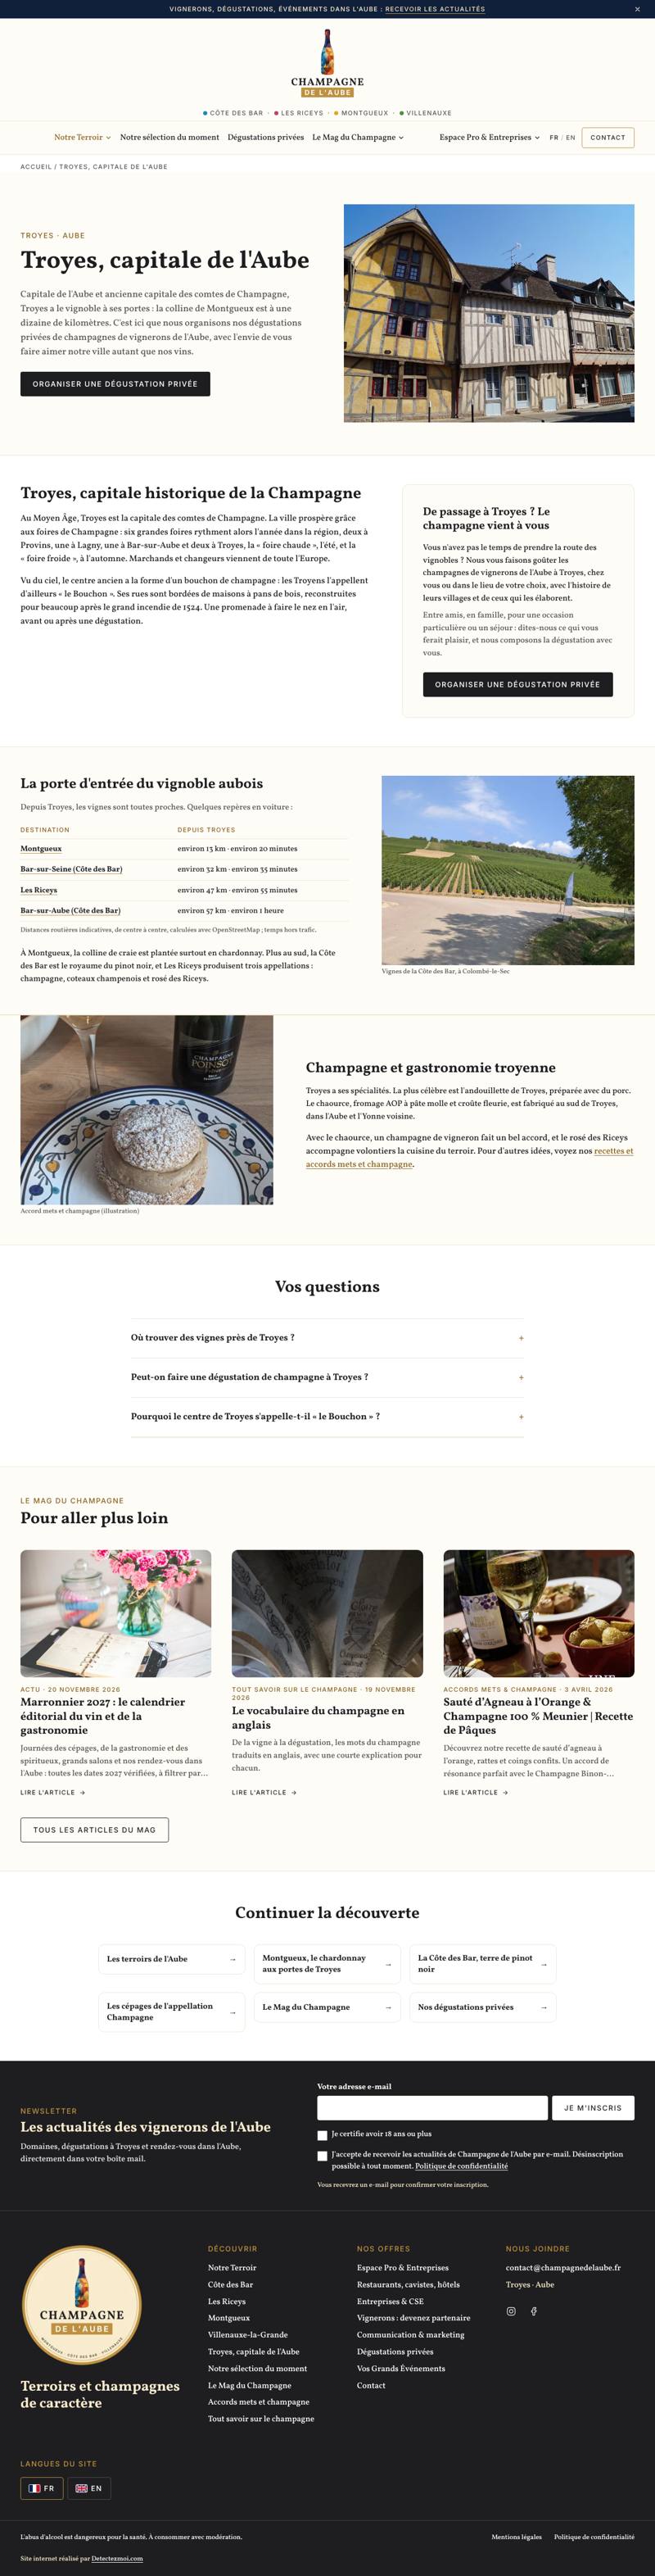 VIGNERONS, DÉGUSTATIONS, ÉVÉNEMENTS DANS L'AUBE : RECEVOIR LES ACTUALITÉS ×
CHAMPAGNE
DE L'AUBE
CÔTE DES BAR · LES RICEYS · MONTGUEUX · VILLENAUXE
Notre Terroir Notre sélection du moment Dégustations privées Le Mag du Champagne Espace Pro & Entreprises FR / EN CONTACT
ACCUEIL / TROYES, CAPITALE DE L'AUBE
TROYES · AUBE
Troyes, capitale de l'Aube
Capitale de l'Aube et ancienne capitale des comtes de Champagne,
Troyes a le vignoble à ses portes : la colline de Montgueux est à une
dizaine de kilomètres. C'est ici que nous organisons nos dégustations
privées de champagnes de vignerons de l'Aube, avec l'envie de vous
faire aimer notre ville autant que nos vins.
ORGANISER UNE DÉGUSTATION PRIVÉE
Troyes, capitale historique de la Champagne
Au Moyen Âge, Troyes est la capitale des comtes de Champagne. La ville prospère grâce
aux foires de Champagne : six grandes foires rythment alors l'année dans la région, deux à
Provins, une à Lagny, une à Bar-sur-Aube et deux à Troyes, la « foire chaude », l'été, et la
« foire froide », à l'automne. Marchands et changeurs viennent de toute l'Europe.
Vu du ciel, le centre ancien a la forme d'un bouchon de champagne : les Troyens l'appellent
d'ailleurs « le Bouchon ». Ses rues sont bordées de maisons à pans de bois, reconstruites
pour beaucoup après le grand incendie de 1524. Une promenade à faire le nez en l'air,
avant ou après une dégustation.
De passage à Troyes ? Le
champagne vient à vous
Vous n'avez pas le temps de prendre la route des
vignobles ? Nous vous faisons goûter les
champagnes de vignerons de l'Aube à Troyes, chez
vous ou dans le lieu de votre choix, avec l'histoire de
leurs villages et de ceux qui les élaborent.
Entre amis, en famille, pour une occasion
particulière ou un séjour : dites-nous ce qui vous
ferait plaisir, et nous composons la dégustation avec
vous.
ORGANISER UNE DÉGUSTATION PRIVÉE
La porte d'entrée du vignoble aubois
Depuis Troyes, les vignes sont toutes proches. Quelques repères en voiture :
DESTINATION DEPUIS TROYES
Montgueux environ 13 km · environ 20 minutes
Bar-sur-Seine (Côte des Bar) environ 32 km · environ 35 minutes
Les Riceys environ 47 km · environ 55 minutes
Bar-sur-Aube (Côte des Bar) environ 57 km · environ 1 heure
Distances routières indicatives, de centre à centre, calculées avec OpenStreetMap ; temps hors trafic.
À Montgueux, la colline de craie est plantée surtout en chardonnay. Plus au sud, la Côte
des Bar est le royaume du pinot noir, et Les Riceys produisent trois appellations :
champagne, coteaux champenois et rosé des Riceys.
Vignes de la Côte des Bar, à Colombé-le-Sec
CHAMPAGNE
POINSOT
Accord mets et champagne (illustration)
Champagne et gastronomie troyenne
Troyes a ses spécialités. La plus célèbre est l'andouillette de Troyes, préparée avec du porc.
Le chaource, fromage AOP à pâte molle et croûte fleurie, est fabriqué au sud de Troyes,
dans l'Aube et l'Yonne voisine.
Avec le chaource, un champagne de vigneron fait un bel accord, et le rosé des Riceys
accompagne volontiers la cuisine du terroir. Pour d'autres idées, voyez nos recettes et
accords mets et champagne.
Vos questions
Où trouver des vignes près de Troyes ? +
Peut-on faire une dégustation de champagne à Troyes ? +
Pourquoi le centre de Troyes s'appelle-t-il « le Bouchon » ? +
LE MAG DU CHAMPAGNE
Pour aller plus loin
ACTU · 20 NOVEMBRE 2026
Marronnier 2027 : le calendrier
éditorial du vin et de la
gastronomie
Journées des cépages, de la gastronomie et des
spiritueux, grands salons et nos rendez-vous dans
l'Aube : toutes les dates 2027 vérifiées, à filtrer par…
LIRE L'ARTICLE →
TOUT SAVOIR SUR LE CHAMPAGNE · 19 NOVEMBRE
2026
Le vocabulaire du champagne en
anglais
De la vigne à la dégustation, les mots du champagne
traduits en anglais, avec une courte explication pour
chacun.
LIRE L'ARTICLE →
ACCORDS METS & CHAMPAGNE · 3 AVRIL 2026
Sauté d'Agneau à l'Orange &
Champagne 100 % Meunier | Recette
de Pâques
Découvrez notre recette de sauté d'agneau à
l'orange, rattes et coings confits. Un accord de
résonance parfait avec le Champagne Binon-…
LIRE L'ARTICLE →
TOUS LES ARTICLES DU MAG
Continuer la découverte
Les terroirs de l'Aube →
Montgueux, le chardonnay
aux portes de Troyes →
La Côte des Bar, terre de pinot
noir →
Les cépages de l'appellation
Champagne →
Le Mag du Champagne →
Nos dégustations privées →
NEWSLETTER
Les actualités des vignerons de l'Aube
Domaines, dégustations à Troyes et rendez-vous dans l'Aube,
directement dans votre boîte mail.
Votre adresse e-mail
JE M'INSCRIS
Je certifie avoir 18 ans ou plus
J'accepte de recevoir les actualités de Champagne de l'Aube par e-mail. Désinscription
possible à tout moment. Politique de confidentialité
Vous recevrez un e-mail pour confirmer votre inscription.
CHAMPAGNE
DE L'AUBE
MONTGUEUX · CÔTE DES BAR · VILLENAUXE
Terroirs et champagnes
de caractère
DÉCOUVRIR
Notre Terroir
Côte des Bar
Les Riceys
Montgueux
Villenauxe-la-Grande
Troyes, capitale de l'Aube
Notre sélection du moment
Le Mag du Champagne
Accords mets et champagne
Tout savoir sur le champagne
NOS OFFRES
Espace Pro & Entreprises
Restaurants, cavistes, hôtels
Entreprises & CSE
Vignerons : devenez partenaire
Communication & marketing
Dégustations privées
Vos Grands Événements
Contact
NOUS JOINDRE
contact@champagnedelaube.fr
Troyes · Aube
LANGUES DU SITE
FR EN
L'abus d'alcool est dangereux pour la santé. À consommer avec modération.
Mentions légales Politique de confidentialité
Site internet réalisé par Detectezmoi.com